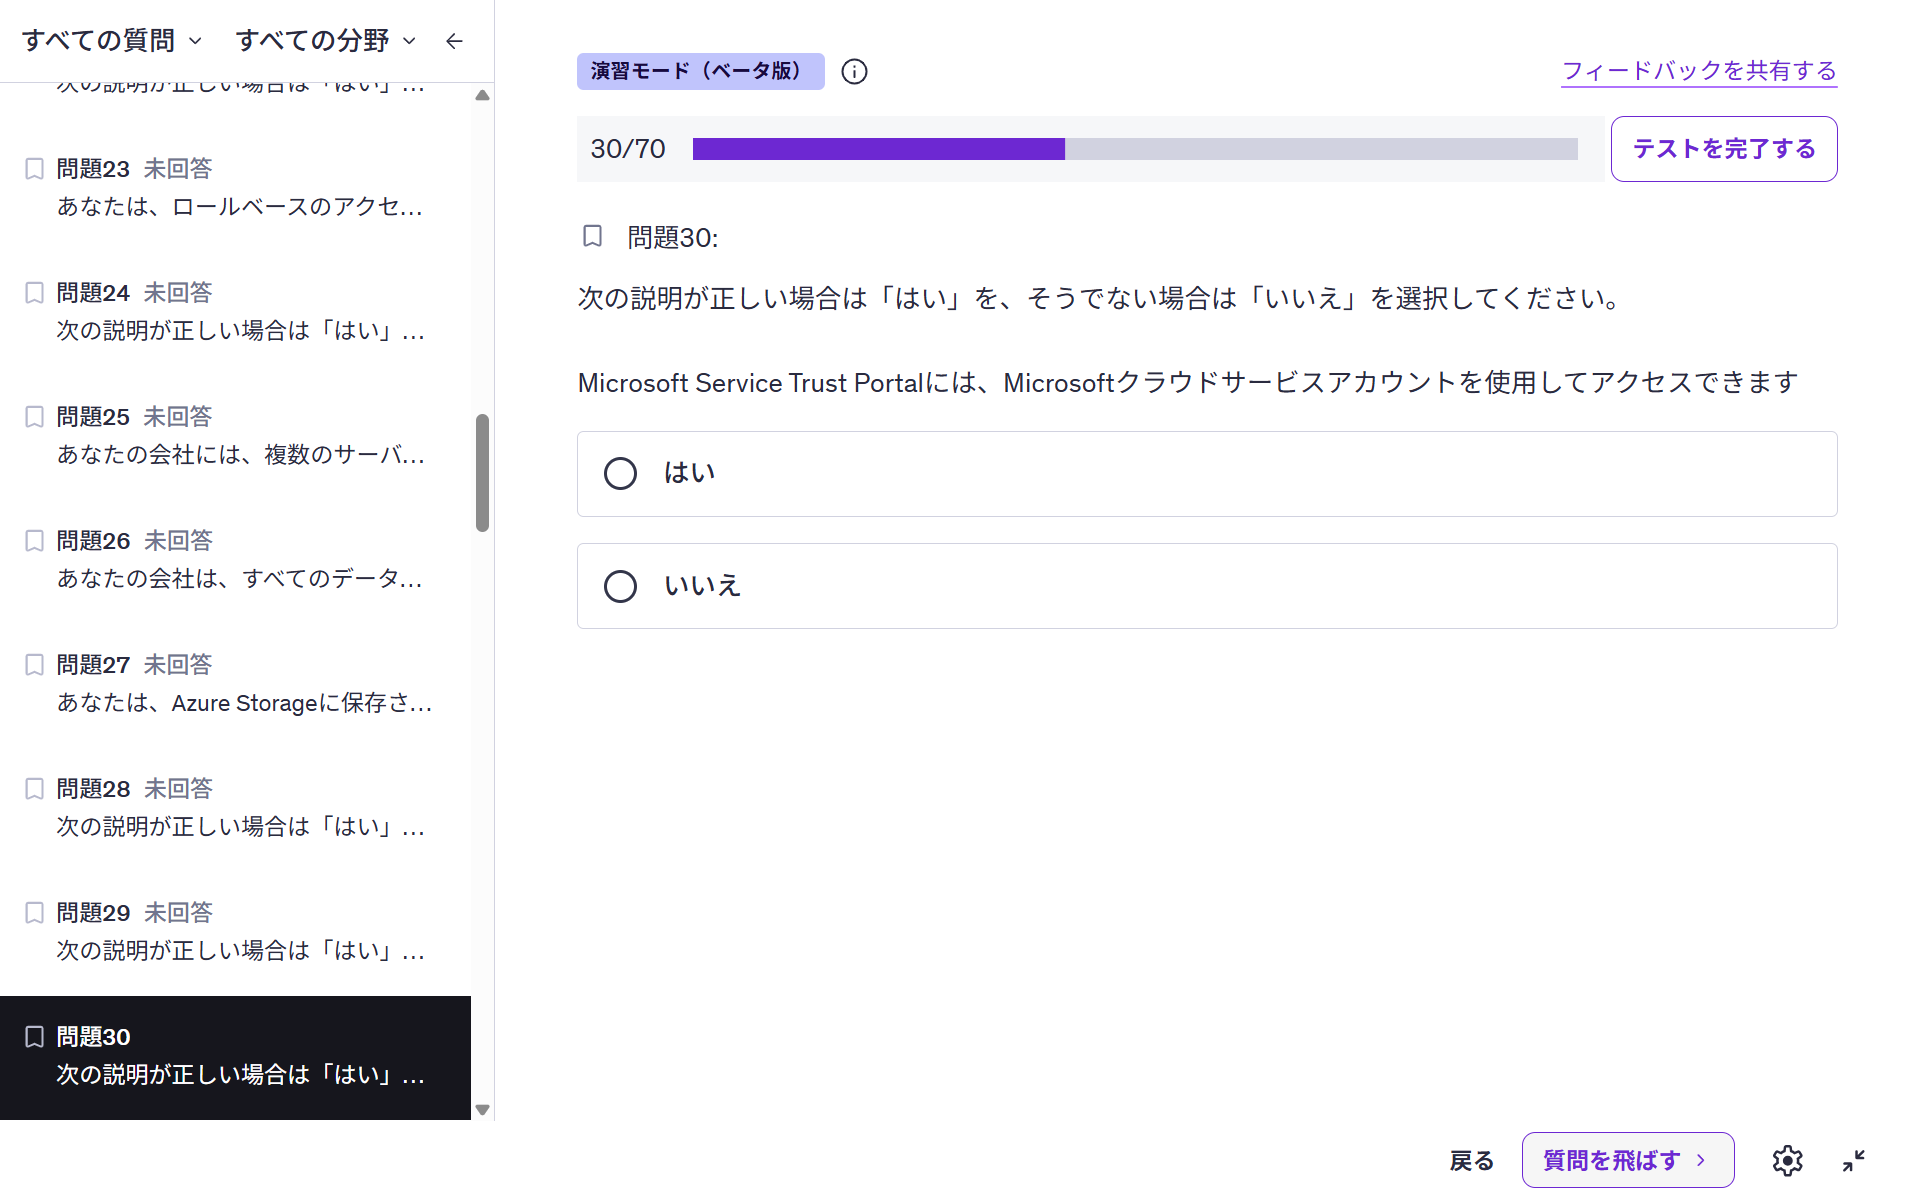 すべての質問
すべての分野
次の説明が正しい場合は「はい」...
問題23 未回答
あなたは、ロールベースのアクセ...
問題24 未回答
次の説明が正しい場合は「はい」...
問題25 未回答
あなたの会社には、複数のサーバ...
問題26 未回答
あなたの会社は、すべてのデータ...
問題27 未回答
あなたは、Azure Storageに保存さ...
問題28 未回答
次の説明が正しい場合は「はい」...
問題29 未回答
次の説明が正しい場合は「はい」...
問題30
次の説明が正しい場合は「はい」...
演習モード（ベータ版）
フィードバックを共有する
30/70
テストを完了する
問題30:
次の説明が正しい場合は「はい」を、そうでない場合は「いいえ」を選択してください。
Microsoft Service Trust Portalには、Microsoftクラウドサービスアカウントを使用してアクセスできます
はい
いいえ
戻る
質問を飛ばす